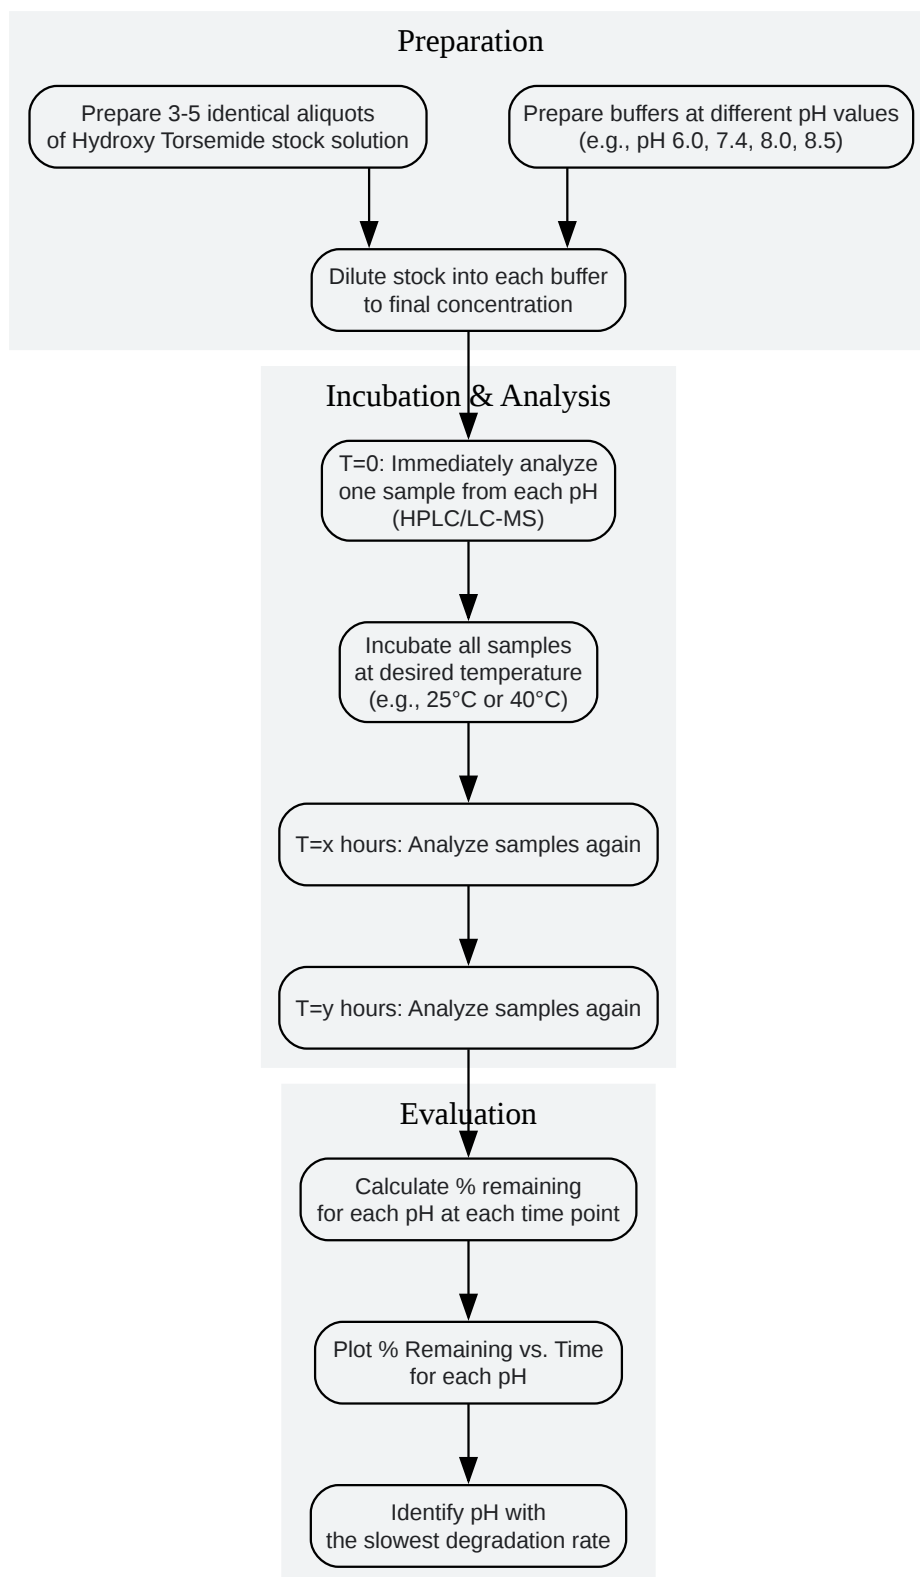 Preparation
Prepare 3-5 identical aliquots
of Hydroxy Torsemide stock solution
Prepare buffers at different pH values
(e.g., pH 6.0, 7.4, 8.0, 8.5)
Dilute stock into each buffer
to final concentration
Incubation & Analysis
T=0: Immediately analyze
one sample from each pH
(HPLC/LC-MS)
Incubate all samples
at desired temperature
(e.g., 25°C or 40°C)
T=x hours: Analyze samples again
T=y hours: Analyze samples again
Evaluation
Calculate % remaining
for each pH at each time point
Plot % Remaining vs. Time
for each pH
Identify pH with
the slowest degradation rate